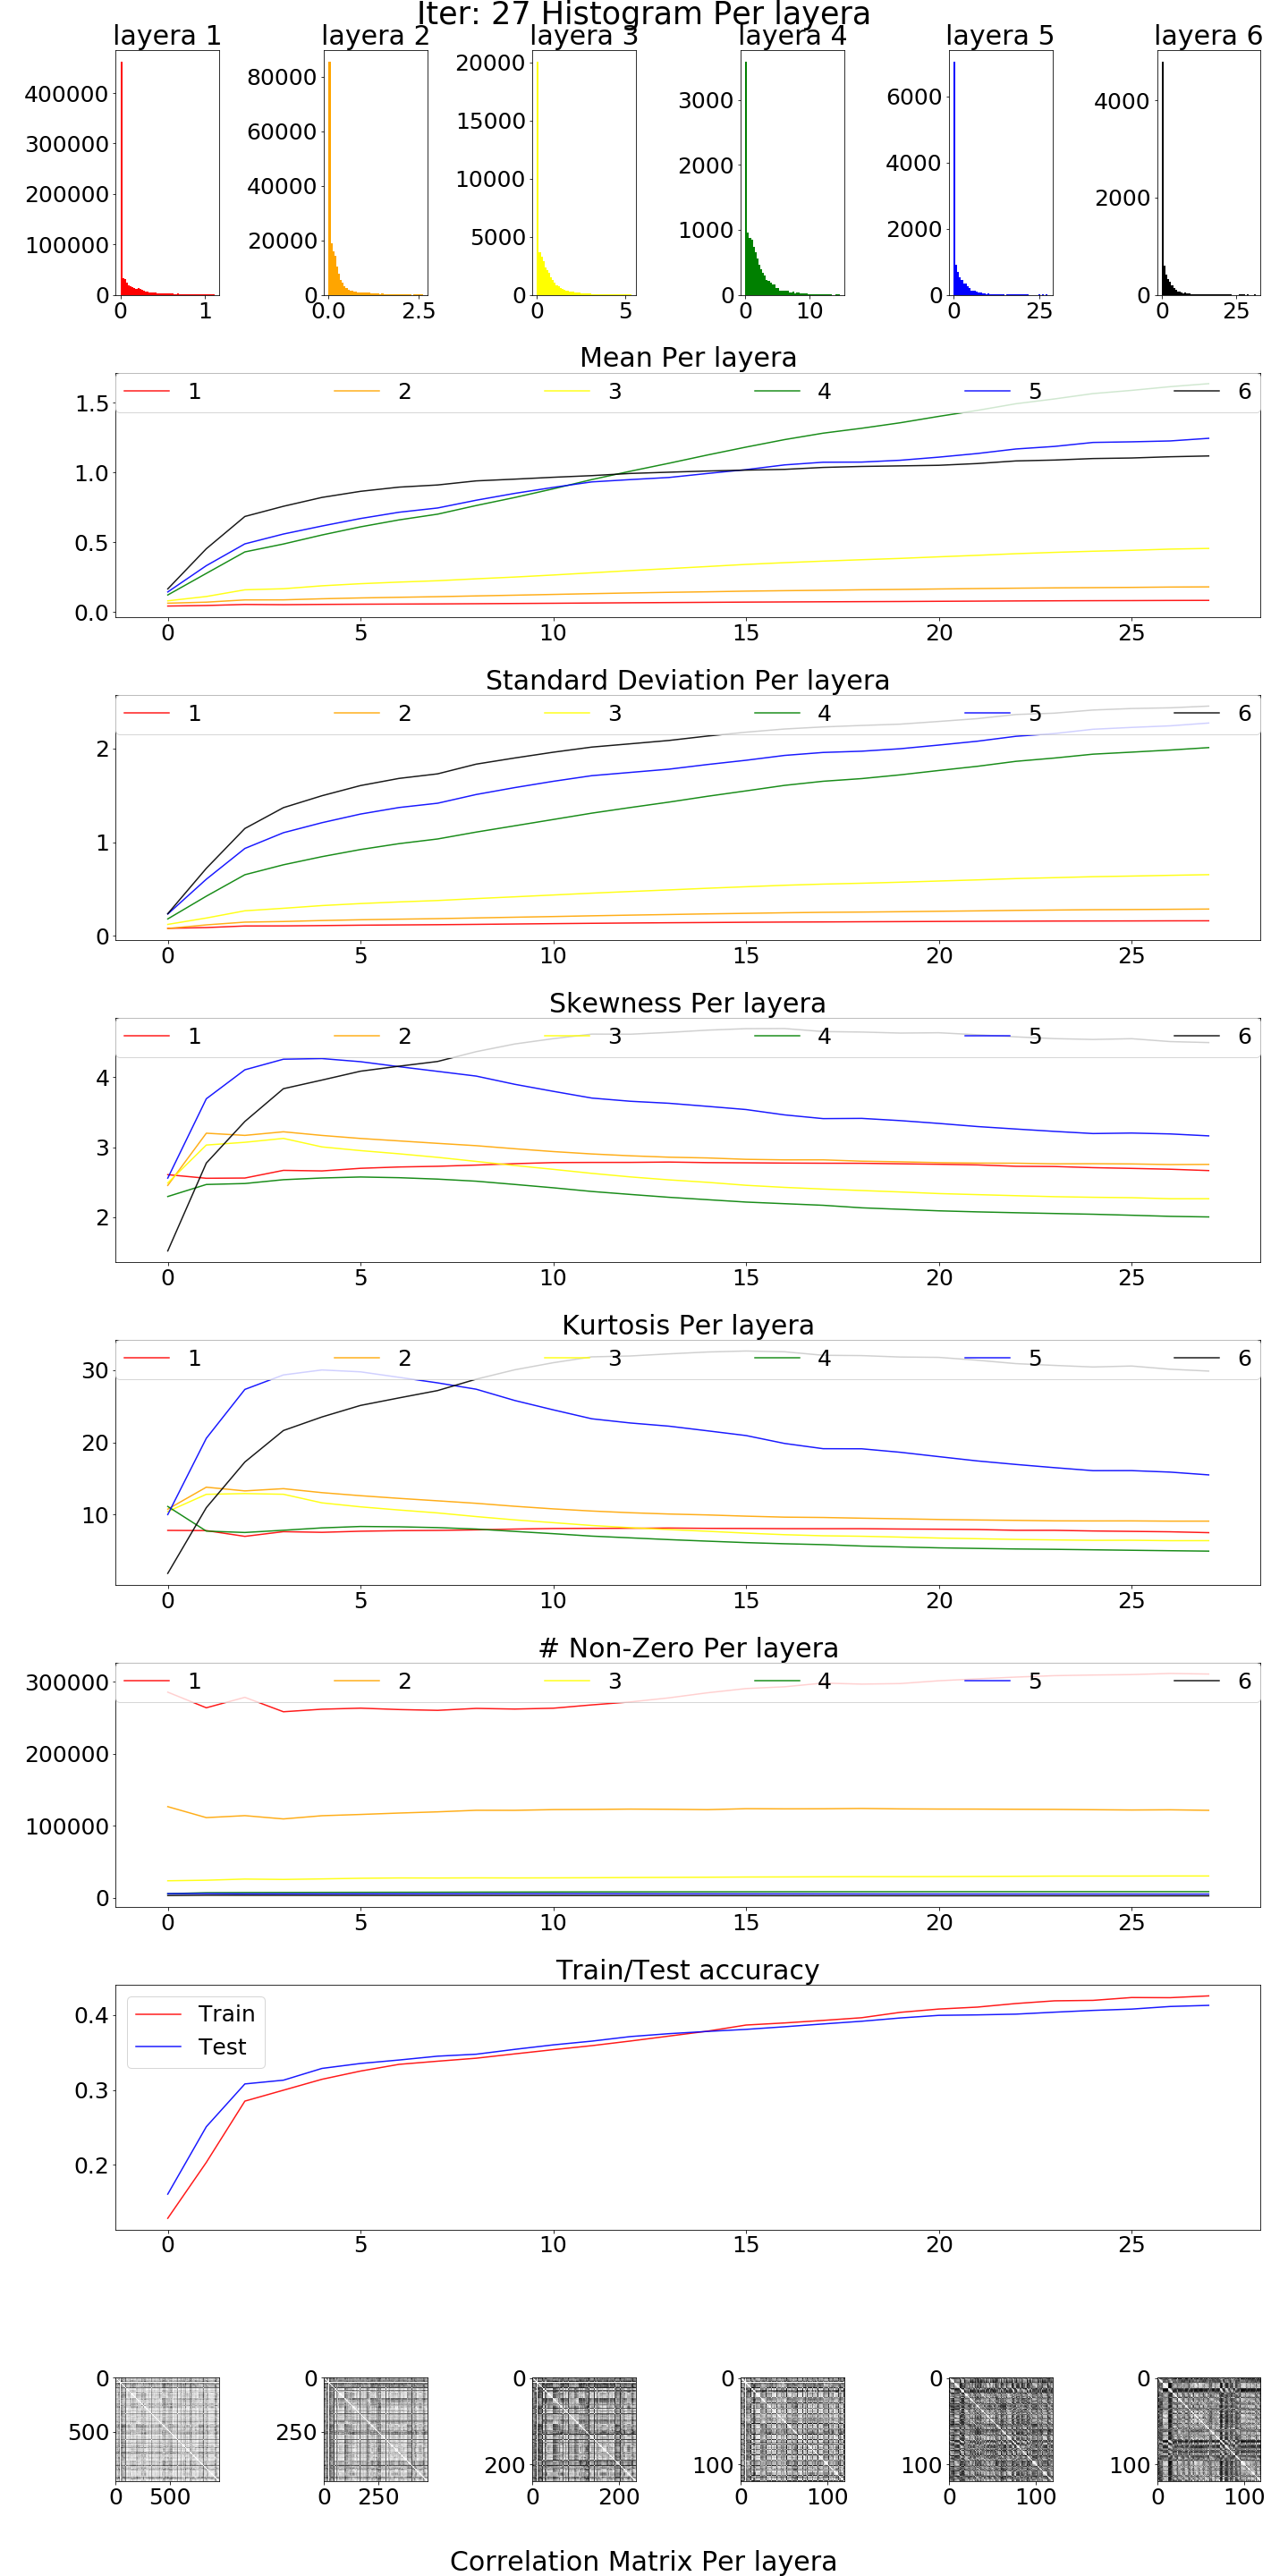 Iter: 27 Histogram Per layera
layera 1 layera 2 layera 3 layera 4 layera 5 layera 6
400000 300000 200000 100000 0
0 1
80000 60000 40000 20000 0
0.0 2.5
20000 15000 10000 5000 0
0 5
3000 2000 1000 0
0 10
6000 4000 2000 0
0 25
4000 2000 0
0 25
Mean Per layera
1 2 3 4 5 6
1.5
1.0
0.5
0.0
0 5 10 15 20 25
Standard Deviation Per layera
1 2 3 4 5 6
2
1
0
0 5 10 15 20 25
Skewness Per layera
1 2 3 4 5 6
4
3
2
0 5 10 15 20 25
Kurtosis Per layera
1 2 3 4 5 6
30
20
10
0 5 10 15 20 25
# Non-Zero Per layera
1 2 3 4 5 6
300000
200000
100000
0
0 5 10 15 20 25
Train/Test accuracy
Train
Test
0.4
0.3
0.2
0 5 10 15 20 25
0 500
0 500
0 250
0 250
0 200
0 200
0 100
0 100
0 100
0 100
0 100
0 100
Correlation Matrix Per layera